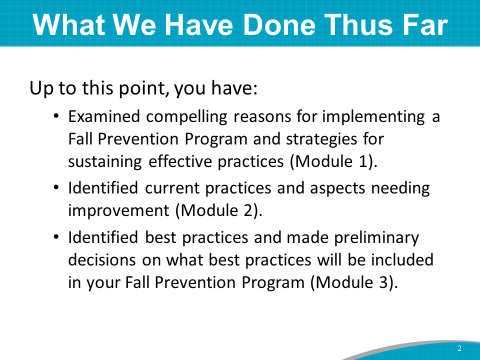 What We Have Done Thus Far
Up to this point, you have:
• Examined compelling reasons for implementing a
Fall Prevention Program and strategies for
sustaining effective practices (Module 1).
• Identified current practices and aspects needing
improvement (Module 2).
• Identified best practices and made preliminary
decisions on what best practices will be included
in your Fall Prevention Program (Module 3).
2